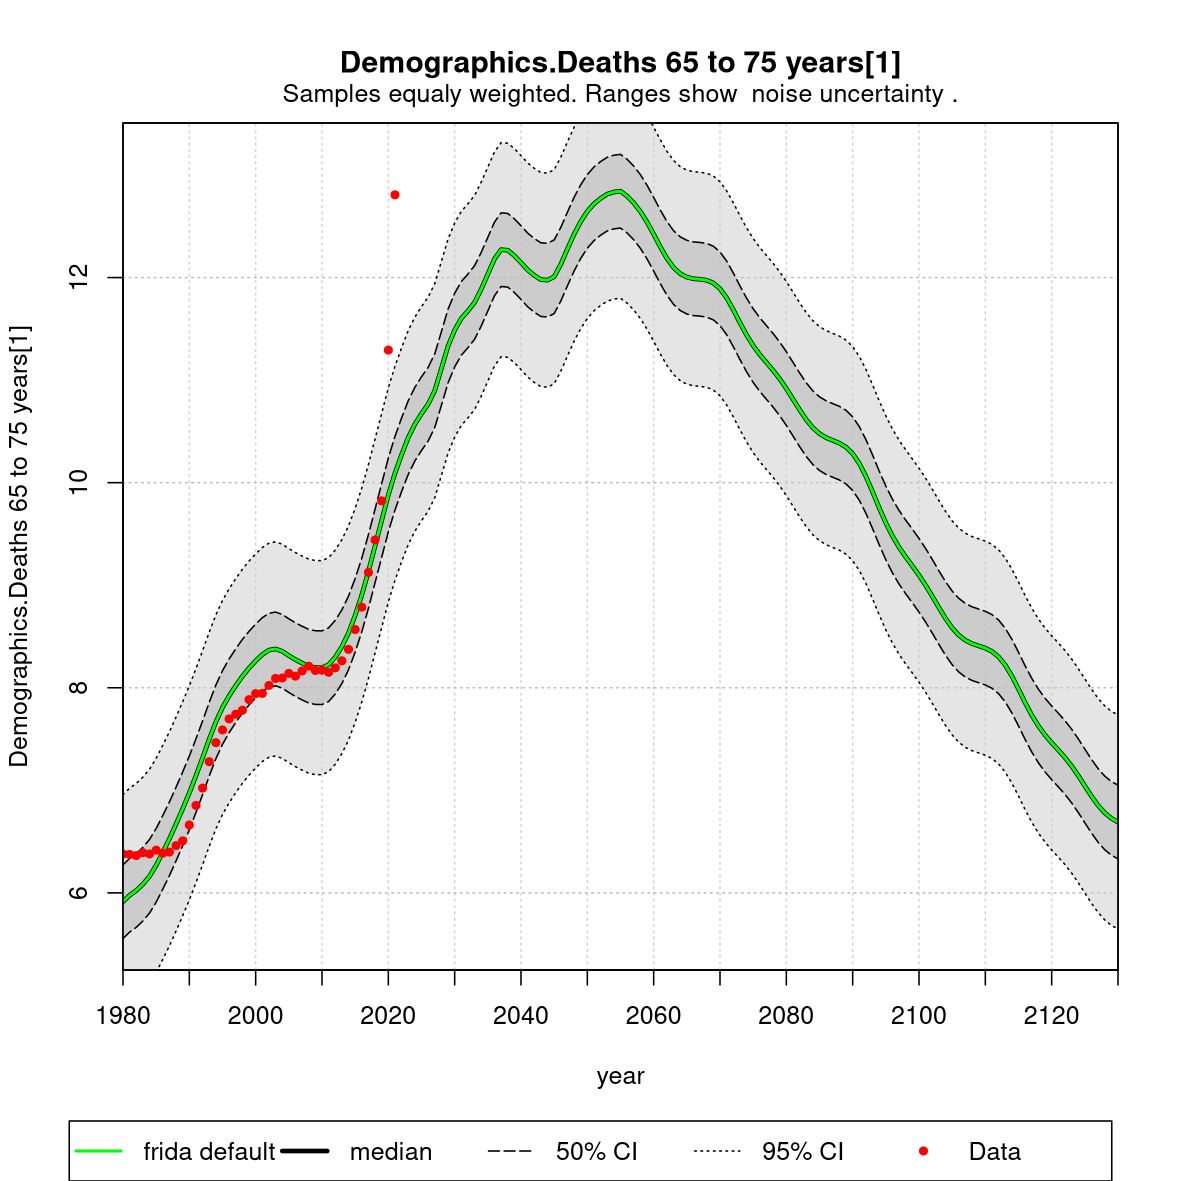 Demographics.Deaths 65 to 75 years[1]
Samples equaly weighted. Ranges show  noise uncertainty .
Demographics.Deaths 65 to 75 years[1]
12
10
8
6
1980 2000 2020 2040 2060 2080 2100 2120
year
frida default median 50% CI 95% CI Data